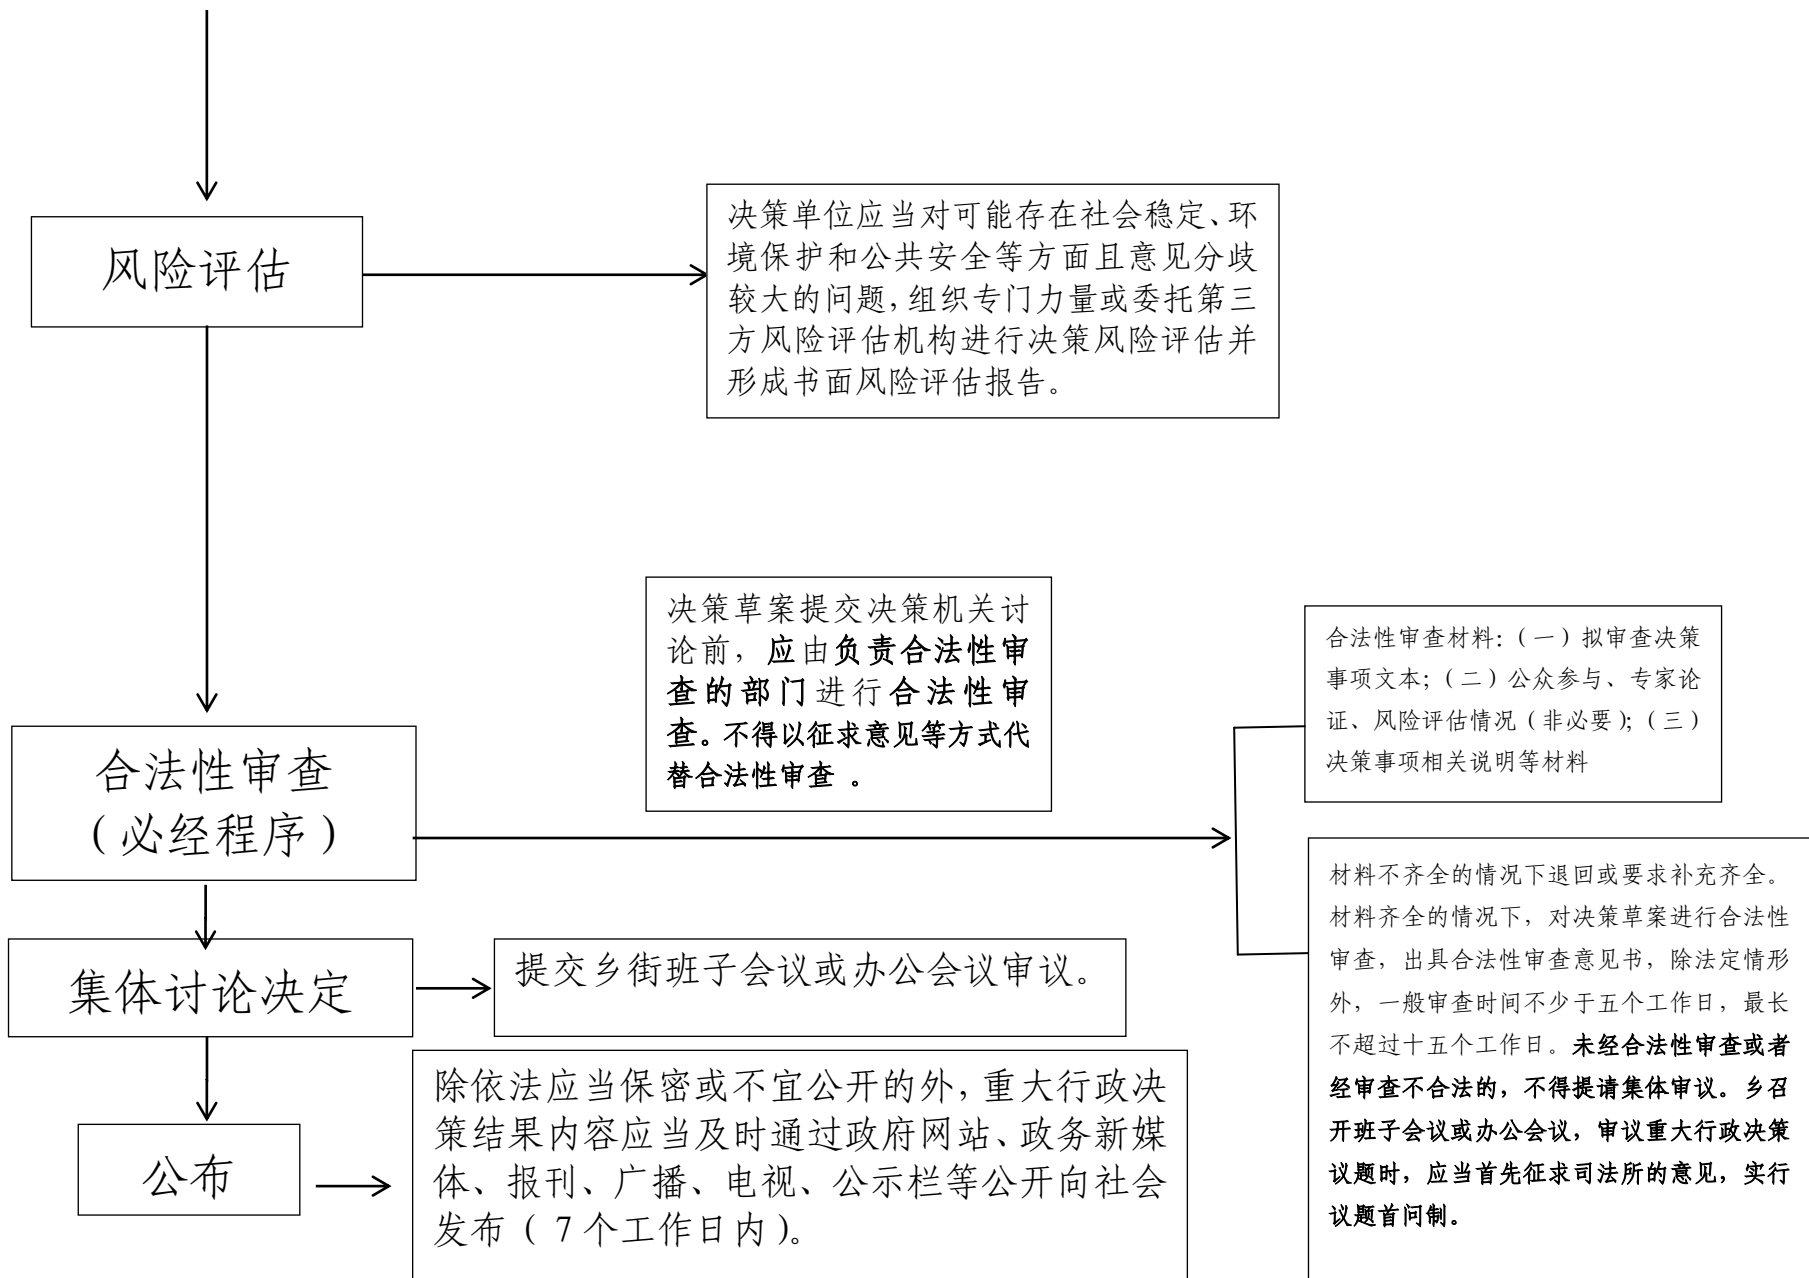 风险评估
决策单位应当对可能存在社会稳定、环
境保护和公共安全等方面且意见分歧
较大的问题,组织专门力量或委托第三
方风险评估机构进行决策风险评估并
形成书面风险评估报告。
决策草案提交决策机关讨
论前，应由负责合法性审
查的部门进行合法性审
查。不得以征求意见等方式代
替合法性审查 。
合法性审查材料:（一）拟审查决策
事项文本;（二）公众参与、专家论
证、风险评估情况（非必要）;（三）
决策事项相关说明等材料
合法性审查
（必经程序）
材料不齐全的情况下退回或要求补充齐全。
材料齐全的情况下，对决策草案进行合法性
审查，出具合法性审查意见书，除法定情形
外，一般审查时间不少于五个工作日，最长
不超过十五个工作日。未经合法性审查或者
经审查不合法的，不得提请集体审议。乡召
开班子会议或办公会议，审议重大行政决策
议题时，应当首先征求司法所的意见，实行
议题首问制。
集体讨论决定
提交乡街班子会议或办公会议审议。
公布
除依法应当保密或不宜公开的外,重大行政决
策结果内容应当及时通过政府网站、政务新媒
体、报刊、广播、电视、公示栏等公开向社会
发布（ 7 个工作日内）。